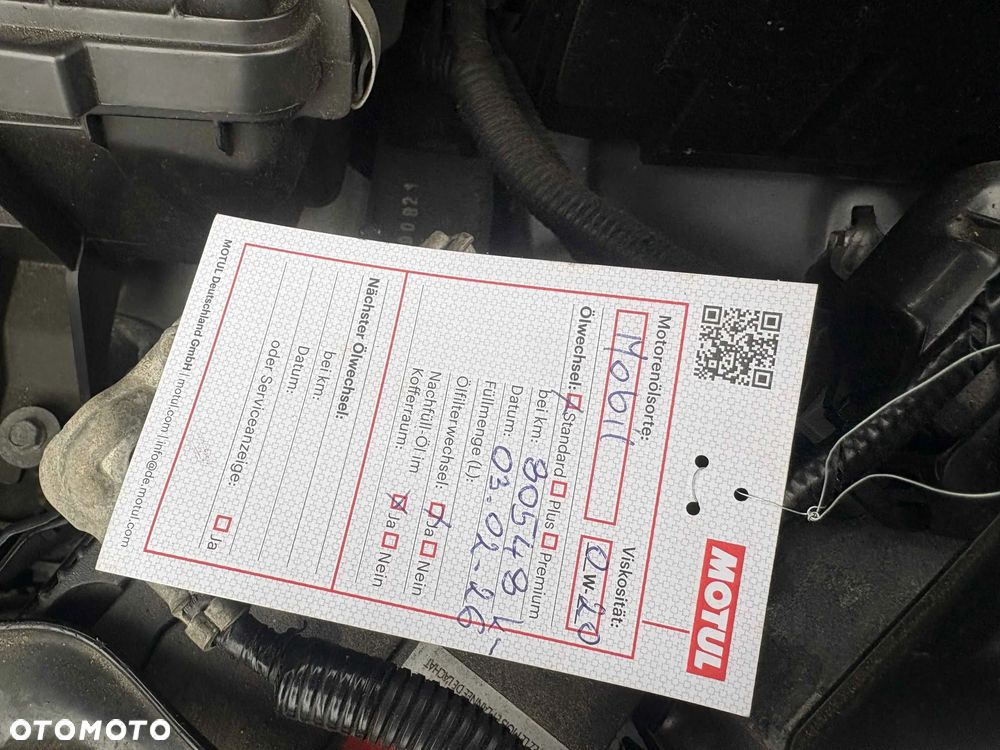 MOTUL
Motorenölsorte: Viskosität:
Mobil 0 W- 20
Ölwechsel: Standard Plus Premium
bei km: 80548 k-
Datum: 03.02-26
Füllmenge (L):
Ölfilterwechsel: Ja Nein
Nachfüll-Öl im
Kofferraum: Ja Nein
Nächster Ölwechsel:
bei km:
Datum:
oder Serviceanzeige: Ja
MOTUL Deutschland GmbH | motul.com | info@de.motul.com
OTOMOTO